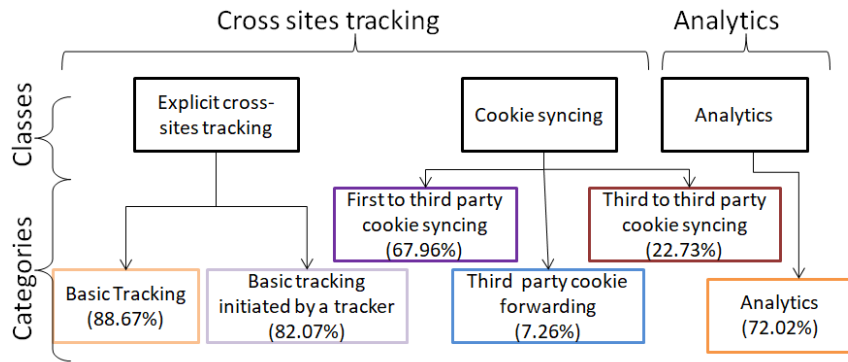 Cross sites tracking
Analytics
Classes
Explicit cross-
sites tracking
Cookie syncing
Analytics
Categories
First to third party
cookie syncing
(67.96%)
Third to third party
cookie syncing
(22.73%)
Basic Tracking
(88.67%)
Basic tracking
initiated by a tracker
(82.07%)
Third party cookie
forwarding
(7.26%)
Analytics
(72.02%)